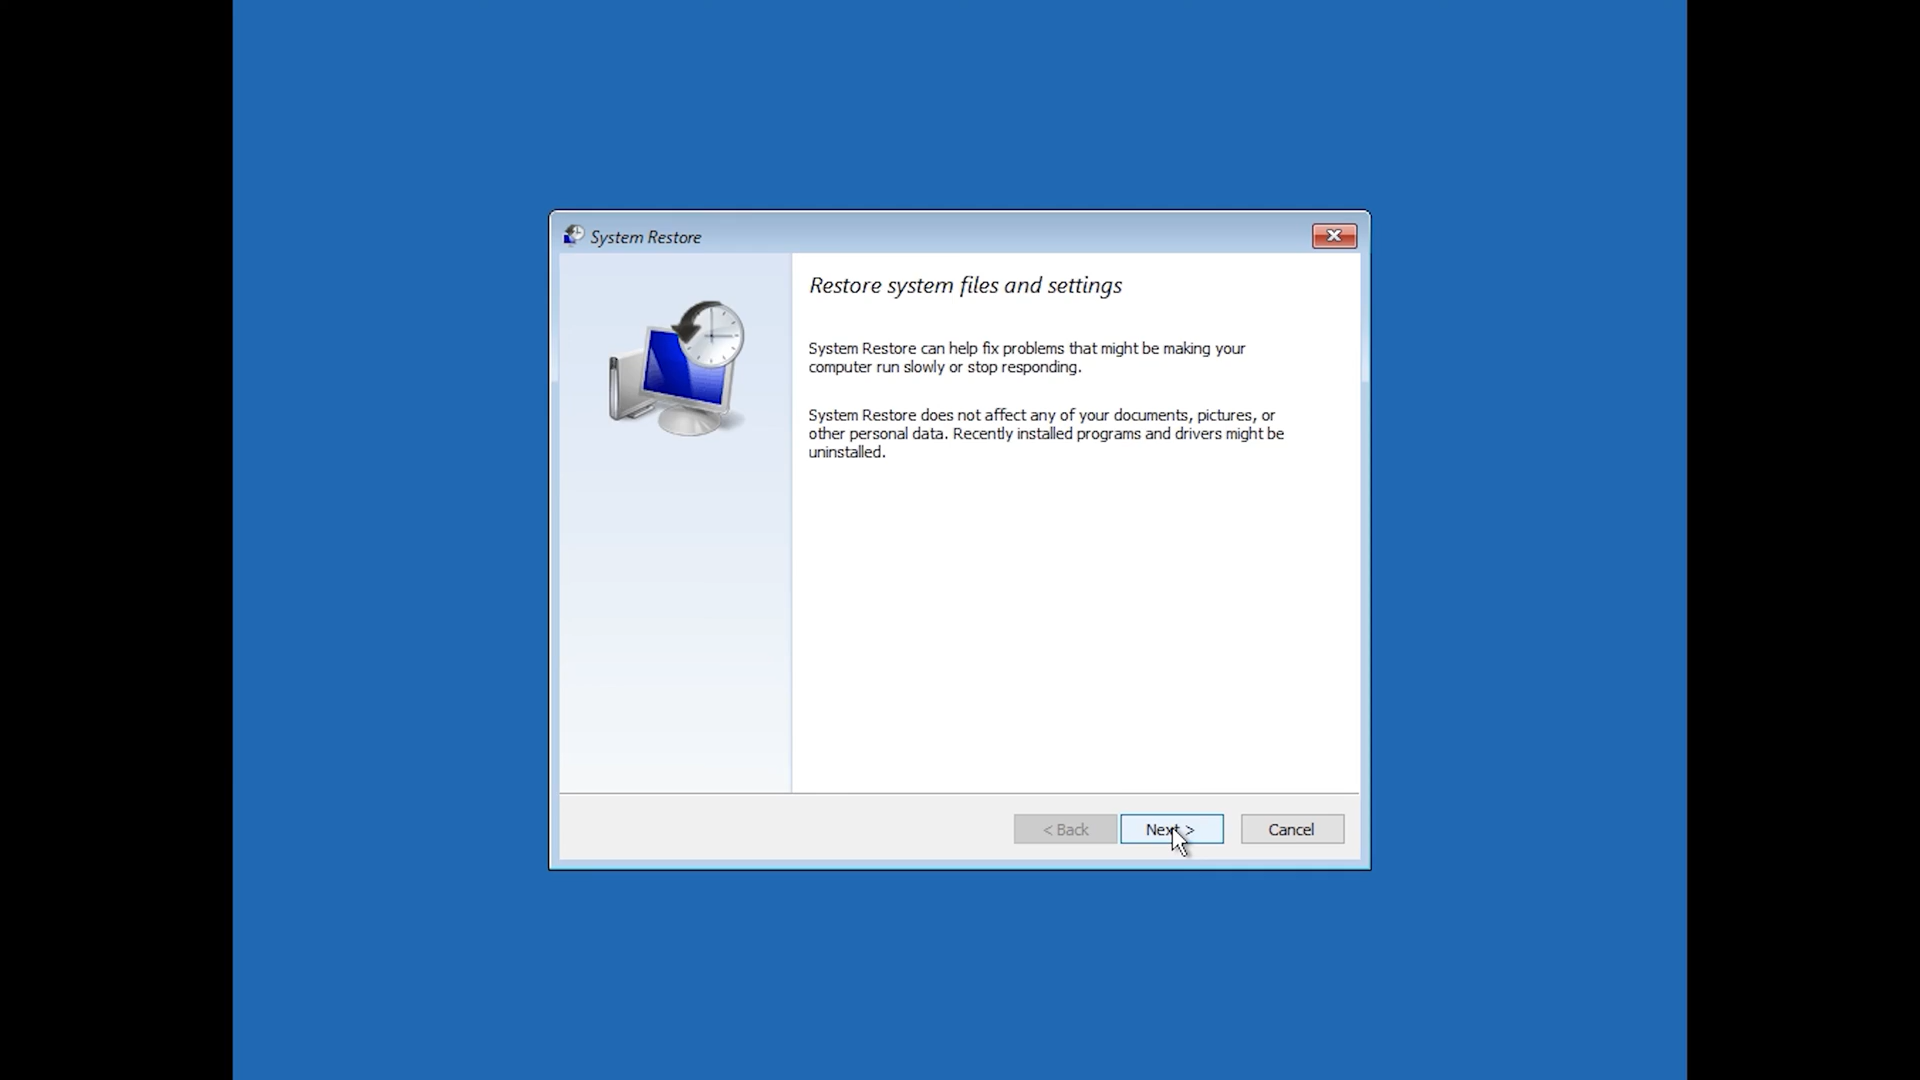 System Restore
Restore system files and settings
System Restore can help fix problems that might be making your
computer run slowly or stop responding.
System Restore does not affect any of your documents, pictures, or
other personal data. Recently installed programs and drivers might be
uninstalled.
< Back
Next >
Cancel